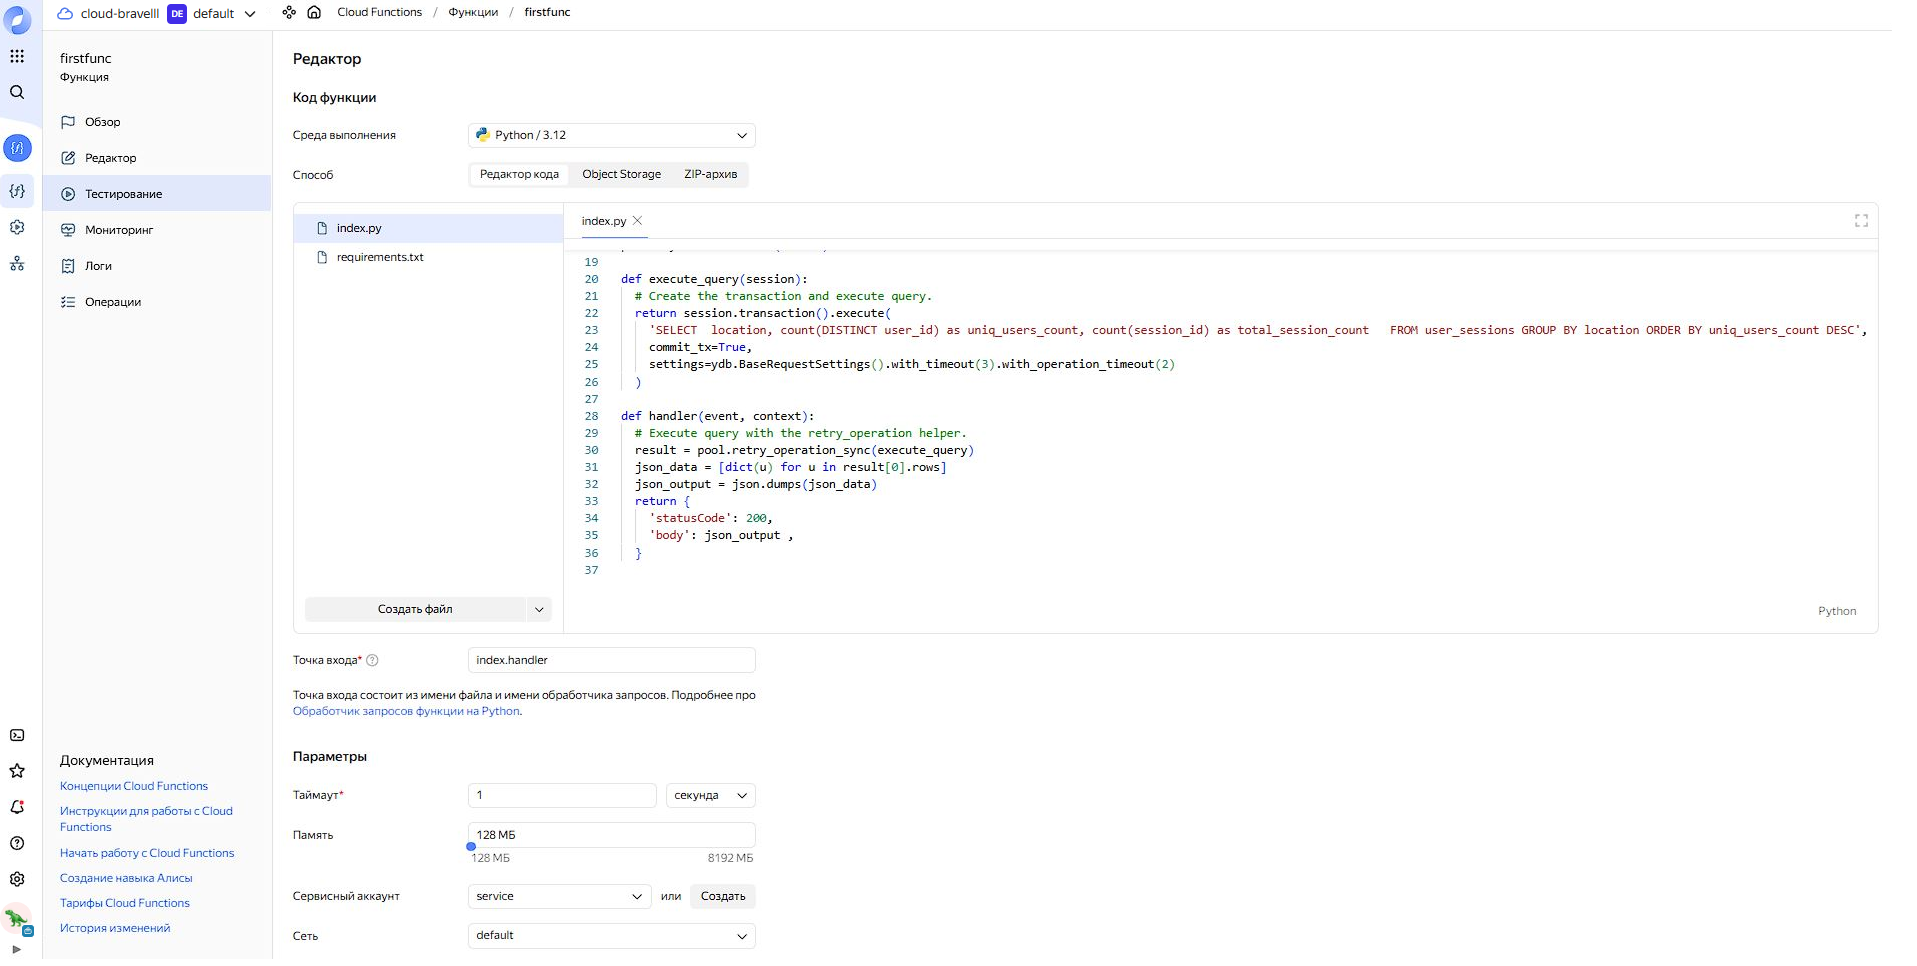 cloud-bravelll DE default
Cloud Functions / Функции / firstfunc
firstfunc
Функция
Обзор
Редактор
Тестирование
Мониторинг
Логи
Операции
Документация
Концепции Cloud Functions
Инструкции для работы с Cloud
Functions
Начать работу с Cloud Functions
Создание навыка Алисы
Тарифы Cloud Functions
История изменений
Редактор
Код функции
Среда выполнения Python / 3.12
Способ Редактор кода Object Storage ZIP-архив
index.py
requirements.txt
Создать файл
index.py
19
20 def execute_query(session):
21 # Create the transaction and execute query.
22 return session.transaction().execute(
23 'SELECT  location, count(DISTINCT user_id) as uniq_users_count, count(session_id) as total_session_count   FROM user_sessions GROUP BY location ORDER BY uniq_users_count DESC',
24 commit_tx=True,
25 settings=ydb.BaseRequestSettings().with_timeout(3).with_operation_timeout(2)
26 )
27
28 def handler(event, context):
29 # Execute query with the retry_operation helper.
30 result = pool.retry_operation_sync(execute_query)
31 json_data = [dict(u) for u in result[0].rows]
32 json_output = json.dumps(json_data)
33 return {
34 'statusCode': 200,
35 'body': json_output ,
36 }
37
Python
Точка входа* index.handler
Точка входа состоит из имени файла и имени обработчика запросов. Подробнее про
Обработчик запросов функции на Python.
Параметры
Таймаут* 1 секунда
Память 128 МБ
128 МБ 8192 МБ
Сервисный аккаунт service или Создать
Сеть default